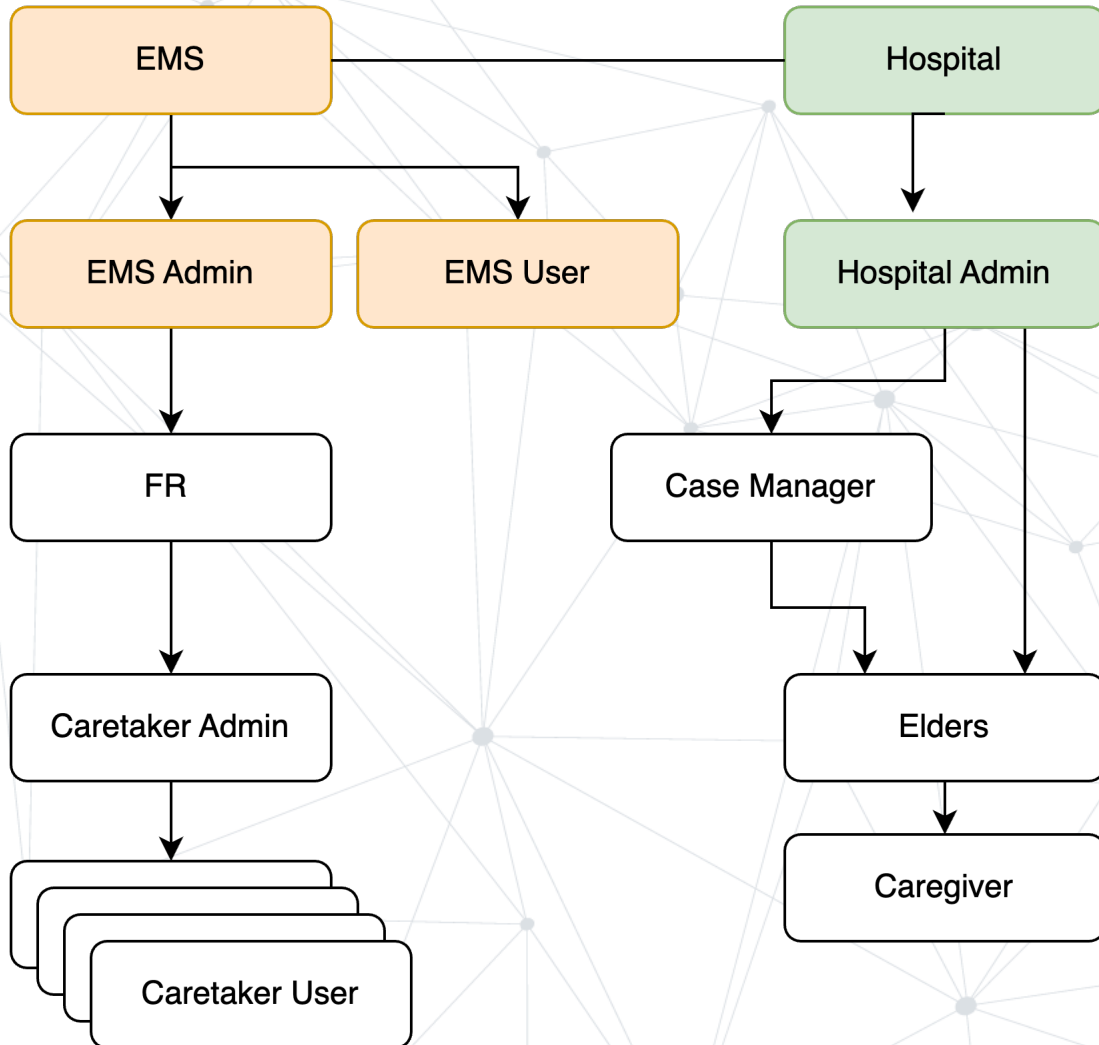 EMS
Hospital
EMS Admin
EMS User
Hospital Admin
FR
Case Manager
Caretaker Admin
Elders
Caregiver
Caretaker User